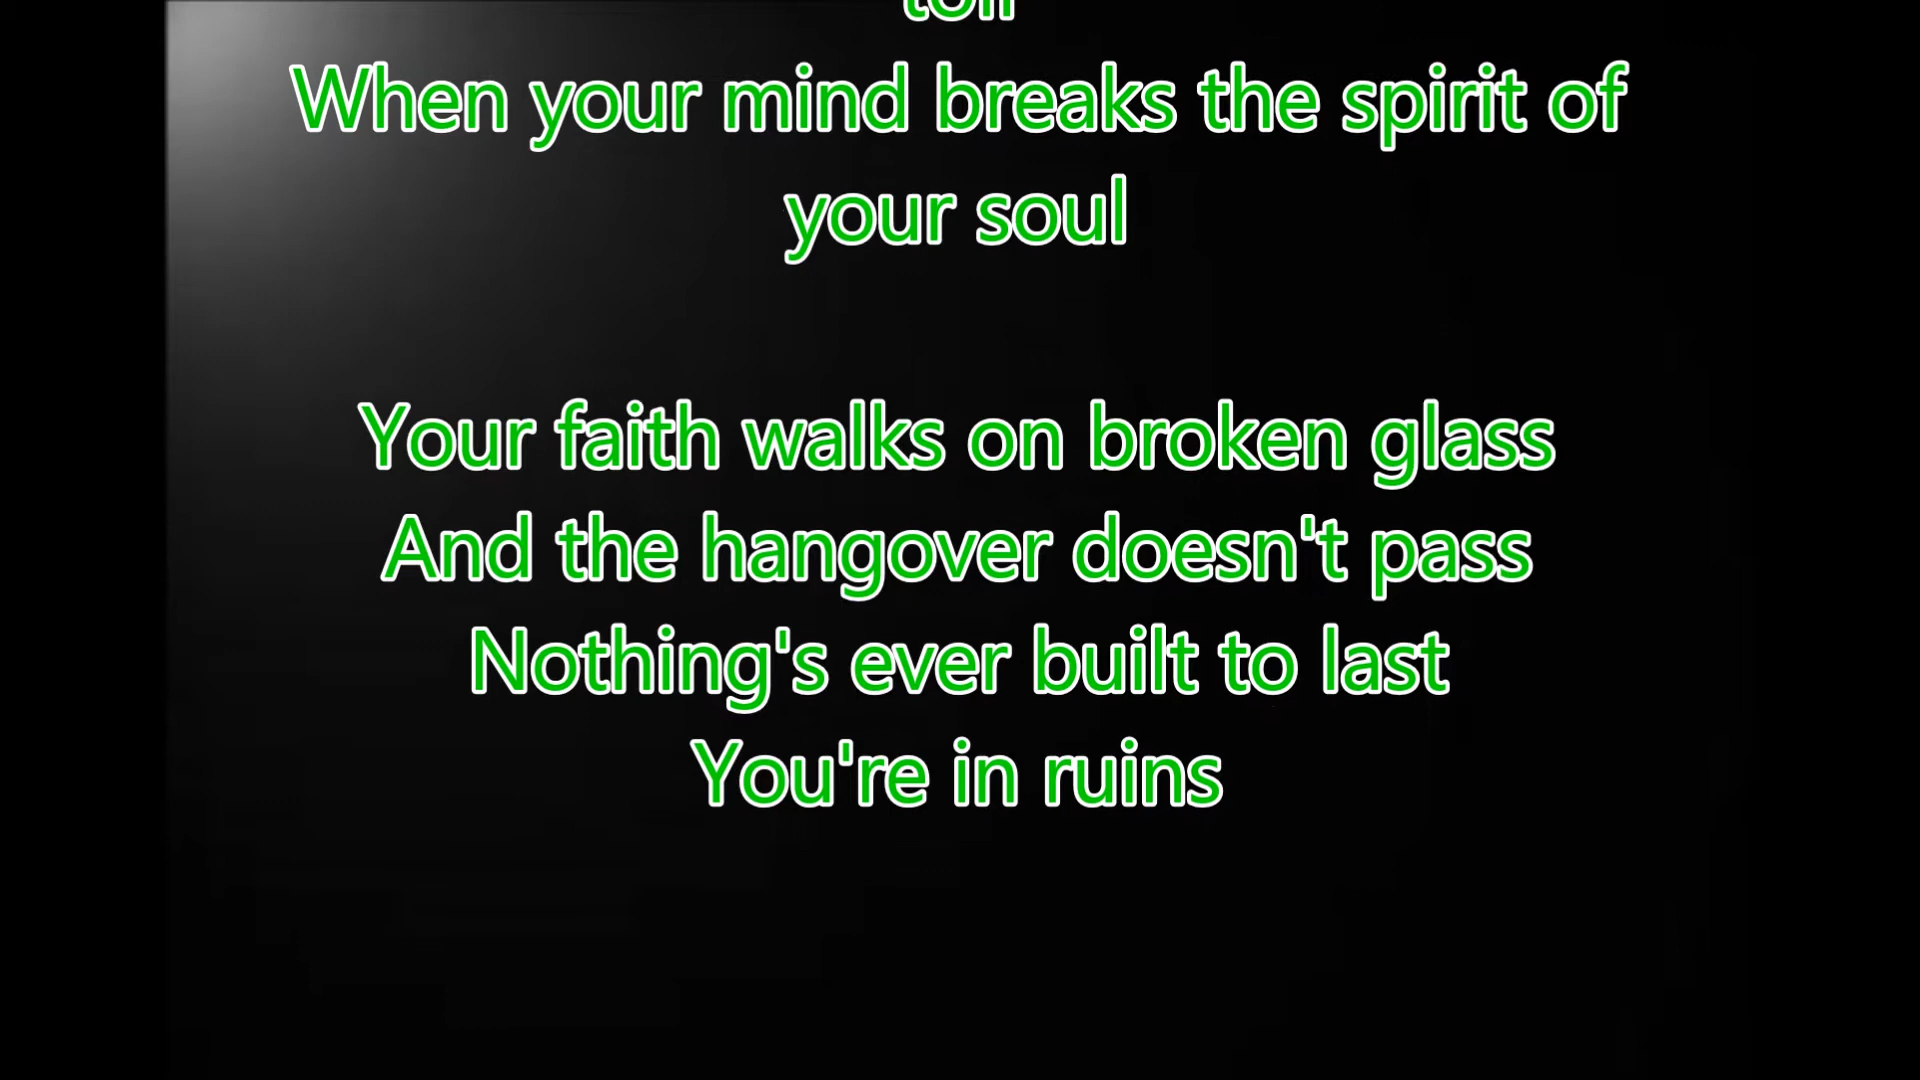 When your mind breaks the spirit of
your soul
Your faith walks on broken glass
And the hangover doesn't pass
Nothing's ever built to last
You're in ruins